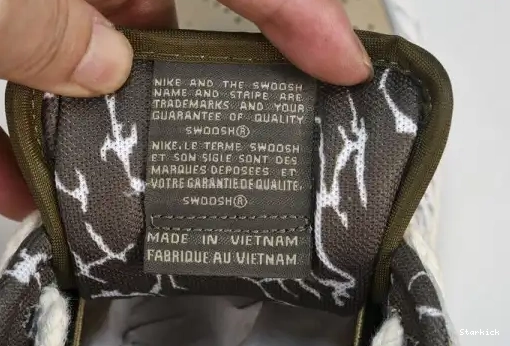 NIKE AND THE SWOOSH
NAME AND STRIPE ARE
TRADEMARKS AND YOUR
GUARANTEE OF QUALITY
SWOOSH®
NIKE, LE TERME SWOOSH
ET SON SIGLE SONT DES
MARQUES DEPOSEES ET
VOTRE GARANTIE DE QUALITE.
SWOOSH®
MADE IN VIETNAM
FABRIQUE AU VIETNAM
Starkick